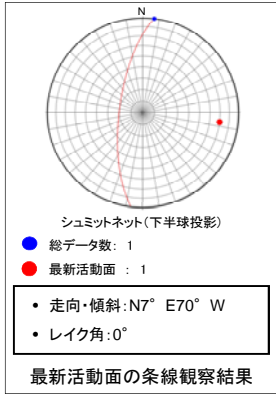 N
シュミットネット(下半球投影)
総データ数: 1
最新活動面 : 1
• 走向・傾斜:N7° E70° W
• レイク角:0°
最新活動面の条線観察結果